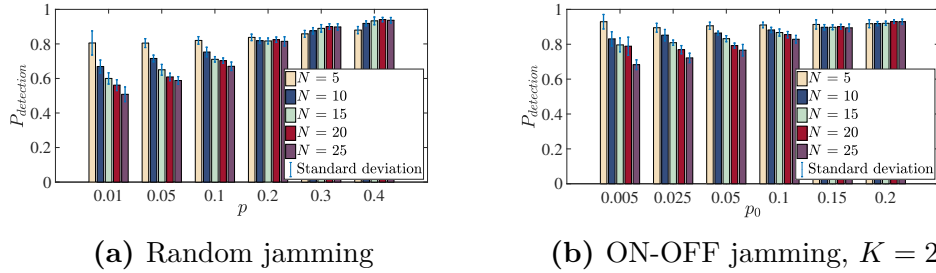 1
0.8
0.6
0.4
0.2
0
P_detection
0.01 0.05 0.1 0.2 0.3 0.4
p
N = 5
N = 10
N = 15
N = 20
N = 25
Standard deviation
(a) Random jamming
1
0.8
0.6
0.4
0.2
0
P_detection
0.005 0.025 0.05 0.1 0.15 0.2
p_0
N = 5
N = 10
N = 15
N = 20
N = 25
Standard deviation
(b) ON-OFF jamming, K = 2